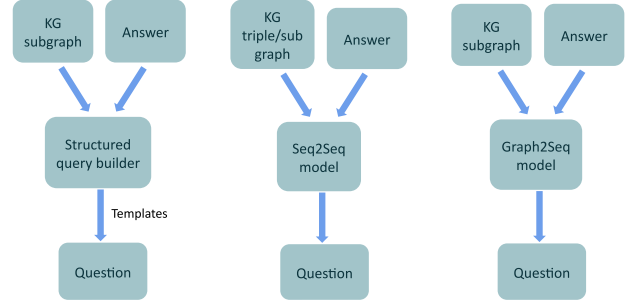 KG
subgraph
Answer
Structured
query builder
Templates
Question
KG
triple/sub
graph
Answer
Seq2Seq
model
Question
KG
subgraph
Answer
Graph2Seq
model
Question